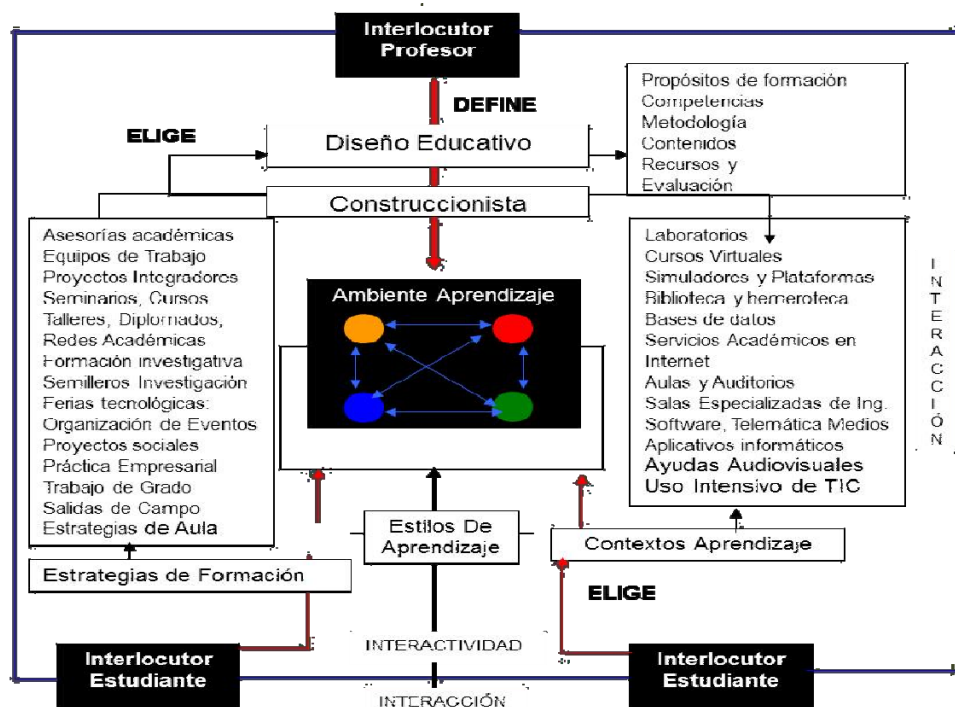 Interlocutor
Profesor
DEFINE
ELIGE
Diseño Educativo
Construccionista
Propósitos de formación
Competencias
Metodología
Contenidos
Recursos y
Evaluación
Asesorías académicas
Equipos de Trabajo
Proyectos Integradores
Seminarios, Cursos
Talleres, Diplomados,
Redes Académicas
Formación investigativa
Semilleros Investigación
Ferias tecnológicas:
Organización de Eventos
Proyectos sociales
Práctica Empresarial
Trabajo de Grado
Salidas de Campo
Estrategias de Aula
Estrategias de Formación
Ambiente Aprendizaje
Laboratorios
Cursos Virtuales
Simuladores y Plataformas
Biblioteca y hemeroteca
Bases de datos
Servicios Académicos en
Internet
Aulas y Auditorios
Salas Especializadas de Ing.
Software, Telemática Medios
Aplicativos informáticos
Ayudas Audiovisuales
Uso Intensivo de TIC
INTERACCIÓN
Estilos De
Aprendizaje
Contextos Aprendizaje
ELIGE
INTERACTIVIDAD
Interlocutor
Estudiante
Interlocutor
Estudiante
INTERACCIÓN